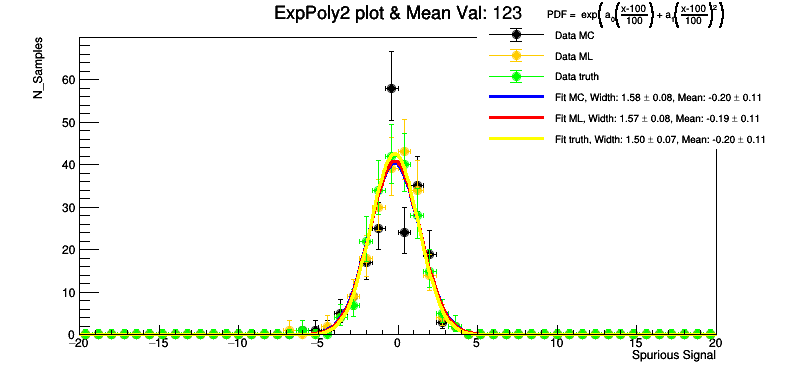 ExpPoly2 plot & Mean Val: 123
PDF = exp(a₀(x-100/100) + a₁(x-100/100)²)
Data MC
Data ML
Data truth
Fit MC, Width: 1.58 ± 0.08, Mean: -0.20 ± 0.11
Fit ML, Width: 1.57 ± 0.08, Mean: -0.19 ± 0.11
Fit truth, Width: 1.50 ± 0.07, Mean: -0.20 ± 0.11
N_Samples
60
50
40
30
20
10
0
−20 −15 −10 −5 0 5 10 15 20
Spurious Signal